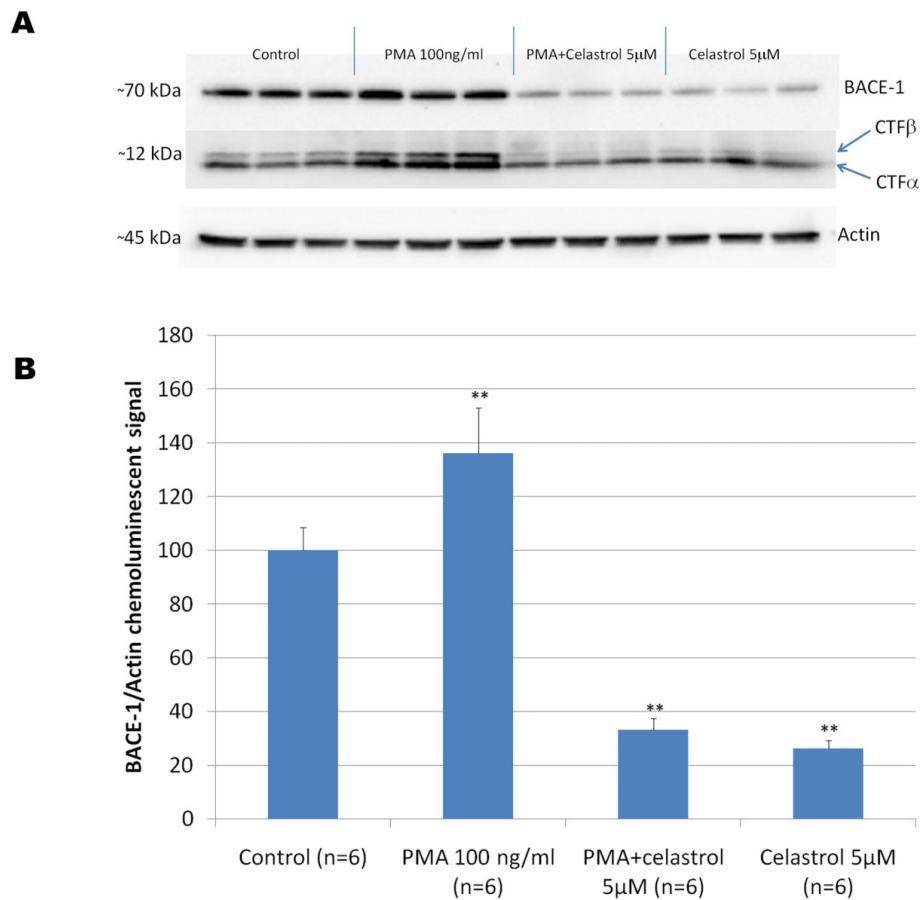 A
Control PMA 100ng/ml PMA+Celastrol 5µM Celastrol 5µM
~70 kDa BACE-1
CTFβ
~12 kDa
CTFα
~45 kDa Actin
B
BACE-1/Actin chemoluminescent signal
180
160
140
120
100
80
60
40
20
0
**
**
**
Control (n=6) PMA 100 ng/ml PMA+celastrol Celastrol 5µM
(n=6) 5µM (n=6) (n=6)